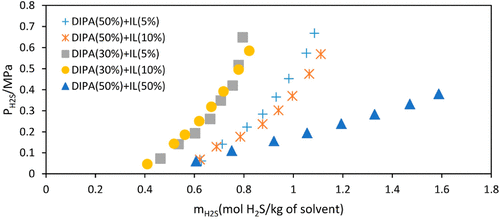 0.8
0.7
0.6
0.5
0.4
0.3
0.2
0.1
0
P_H2S/MPa
DIPA(50%)+IL(5%)
DIPA(50%)+IL(10%)
DIPA(30%)+IL(5%)
DIPA(30%)+IL(10%)
DIPA(50%)+IL(50%)
0 0.2 0.4 0.6 0.8 1 1.2 1.4 1.6 1.8
m_H2S(mol H₂S/kg of solvent)